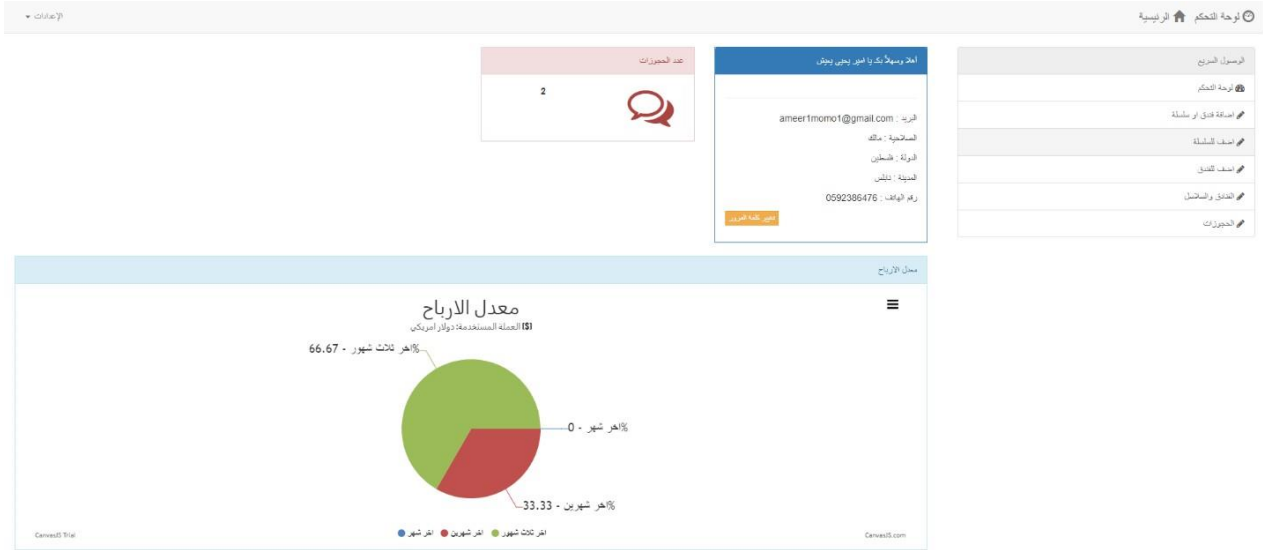 لوحة التحكم الرئيسية
الإعدادات
الوصول السريع
لوحة التحكم
اضافة فندق او سلسلة
اضف للسلسلة
اضف للفندق
الفنادق والسلاسل
الحجوزات
أهلا وسهلاً بك يا امير يحيى يعيش
البريد : ameer1momo1@gmail.com
الصلاحية : مالك
الدولة : فلسطين
المدينة : نابلس
رقم الهاتف : 0592386476
تغيير كلمة المرور
عدد الحجوزات
2
معدل الارباح
معدل الارباح
($) العملة المستخدمة: دولار امريكي
%اخر ثلاث شهور - 66.67
%اخر شهر - 0
%اخر شهرين - 33.33
اخر شهر اخر شهرين اخر ثلاث شهور
CanvasJS Trial
CanvasJS.com